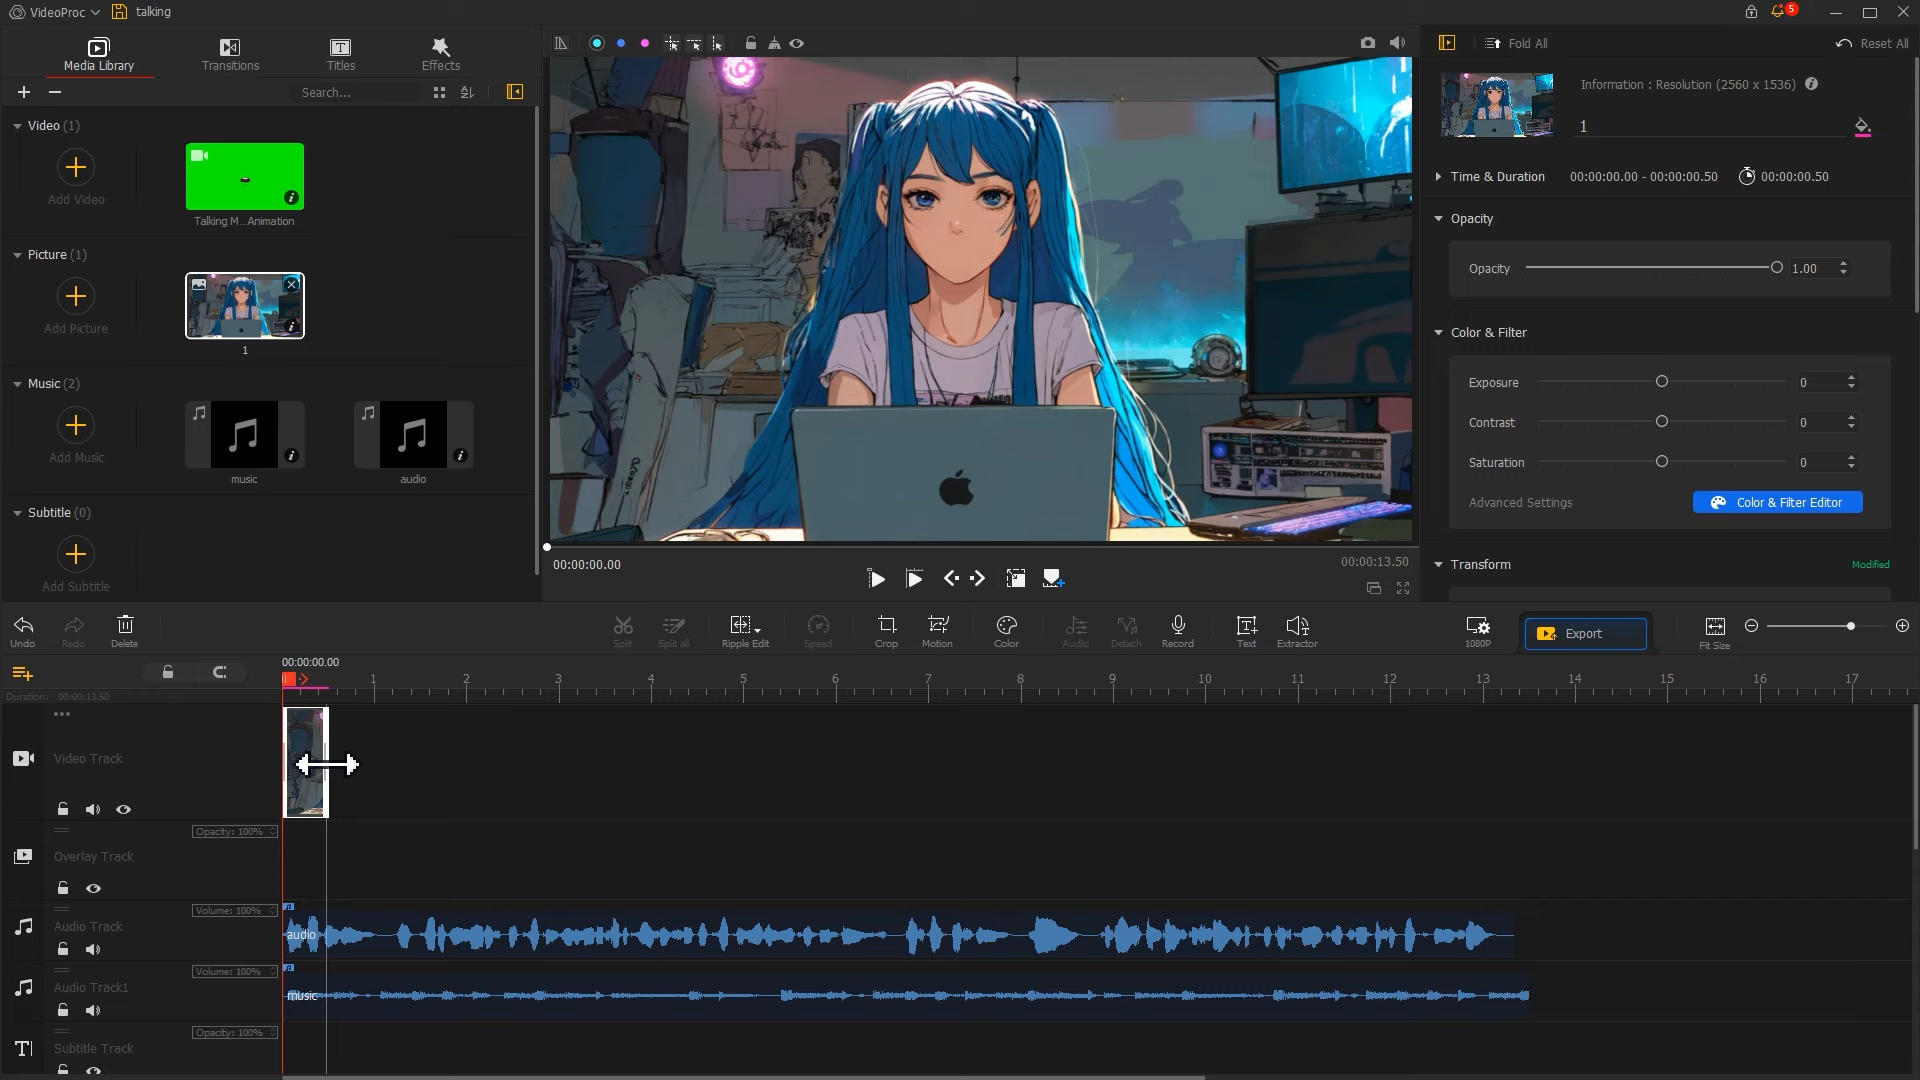 VideoProc
talking
5
Media Library
Transitions
Titles
Effects
Fold All
Reset All
Search...
Information : Resolution (2560 x 1536)
1
Video (1)
Add Video
Talking M...Animation
Time & Duration
00:00:00.00 - 00:00:00.50
00:00:00.50
Opacity
Opacity
1.00
Picture (1)
Add Picture
1
Color & Filter
Exposure
0
Contrast
0
Saturation
0
Advanced Settings
Color & Filter Editor
Music (2)
Add Music
music
audio
Subtitle (0)
Add Subtitle
00:00:00.00
00:00:13.50
Transform
Modified
Undo
Redo
Delete
Split
Split all
Ripple Edit
Speed
Crop
Motion
Color
Audio
Detach
Record
Text
Extractor
1080P
Export
Fit Size
00:00:00.00
1 2 3 4 5 6 7 8 9 10 11 12 13 14 15 16 17
Duration: 00:00:13.50
Video Track
Opacity: 100%
Overlay Track
Volume: 100%
Audio Track
audio
Volume: 100%
Audio Track1
music
Opacity: 100%
Subtitle Track